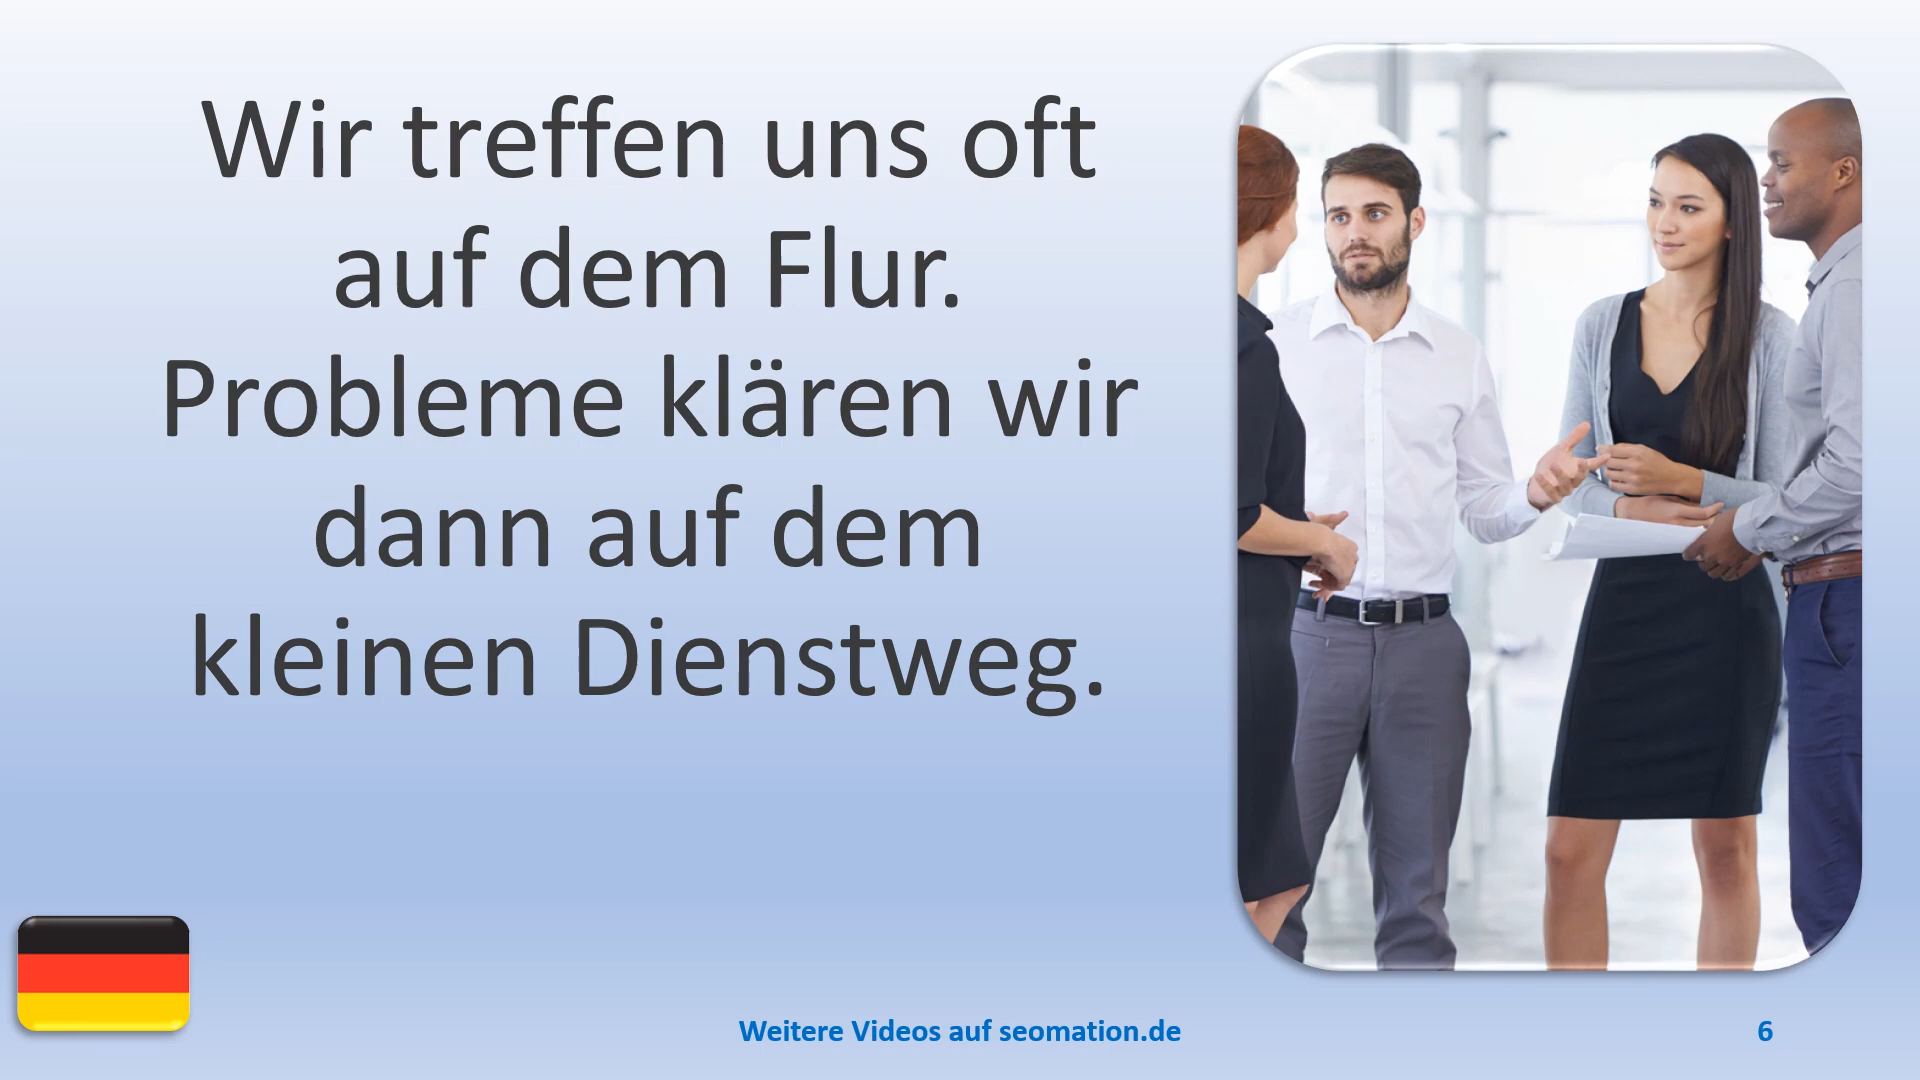 Wir treffen uns oft
auf dem Flur.
Probleme klären wir
dann auf dem
kleinen Dienstweg.
Weitere Videos auf seomation.de
6